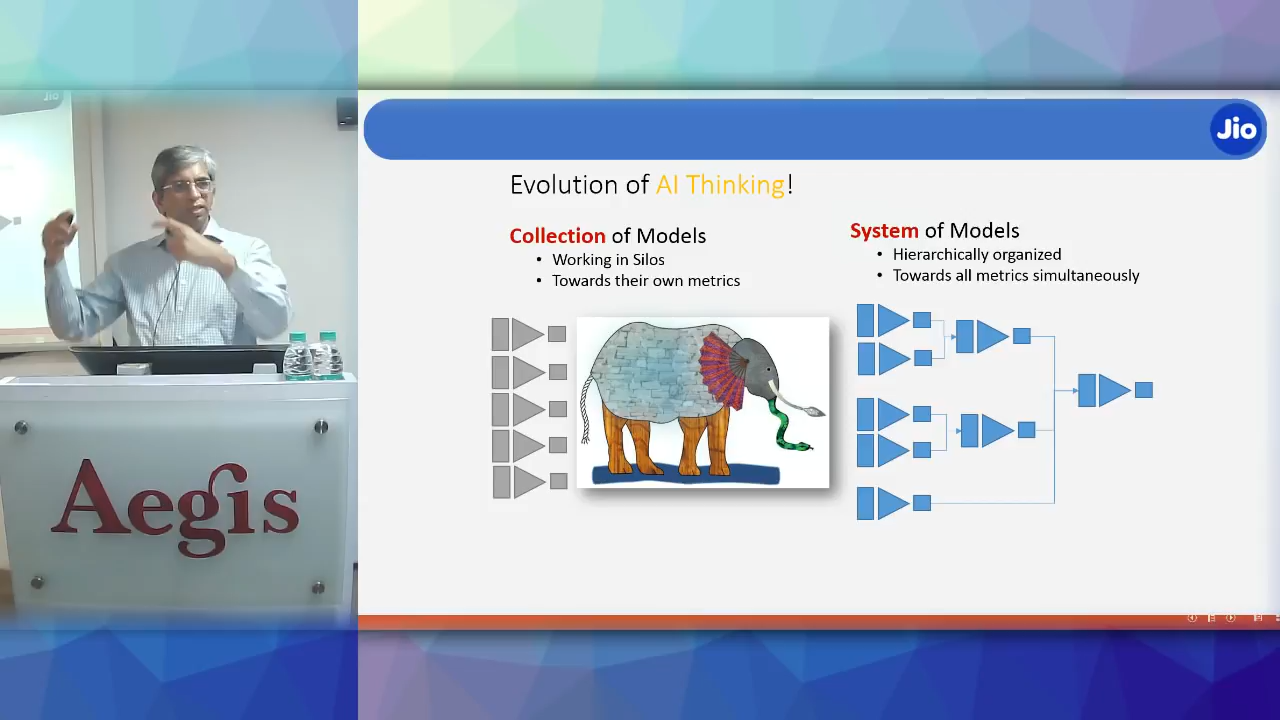 Jio
Evolution of AI Thinking!
Collection of Models
• Working in Silos
• Towards their own metrics
System of Models
• Hierarchically organized
• Towards all metrics simultaneously
Aegis